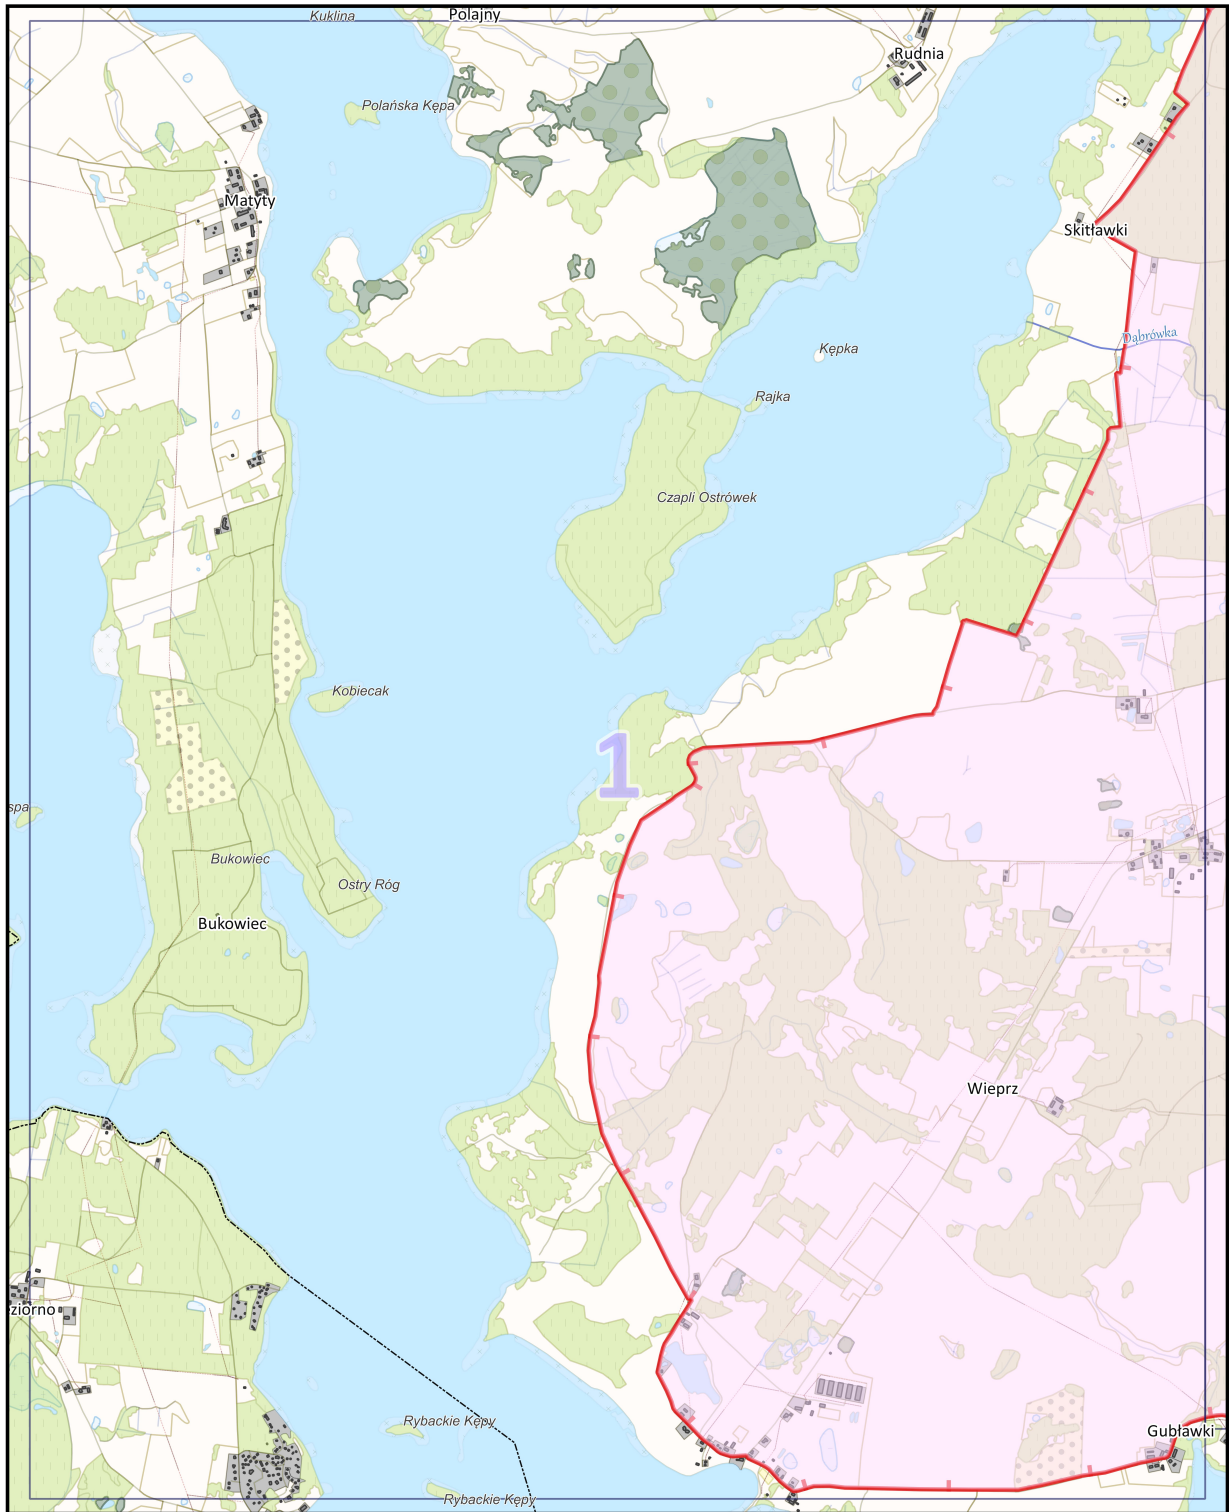 Kuklina
Polajny
Rudnia
Polańska Kępa
Matyty
Skitławki
Dąbrówka
Kępka
Rajka
Czapli Ostrówek
Kobiecak
1
spa
Bukowiec
Ostry Róg
Bukowiec
Wieprz
ziorno
Rybackie Kępy
Gubławki
Rybackie Kępy